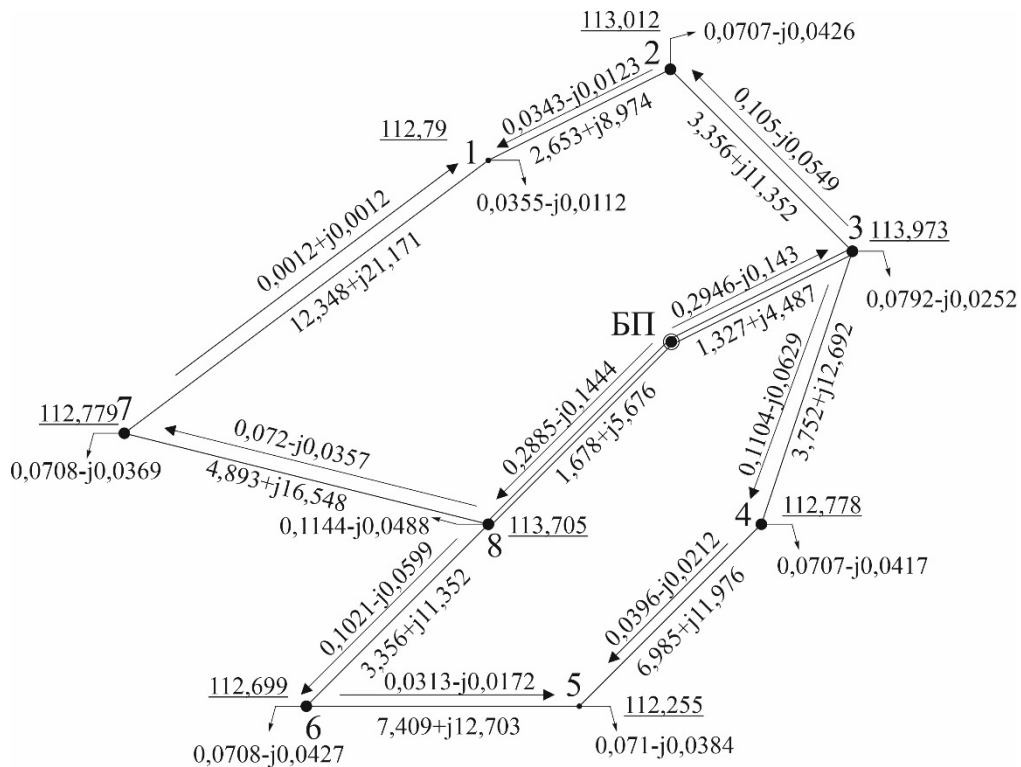 113,012
0,0707-j0,0426
2
0,0343-j0,0123
2,653+j8,974
112,79
1
0,0355-j0,0112
0,105-j0,0549
3,356+j11,352
3
113,973
0,0792-j0,0252
0,0012+j0,0012
12,348+j21,171
БП
0,2946-j0,143
1,327+j4,487
112,779
7
0,0708-j0,0369
0,072-j0,0357
4,893+j16,548
0,2885-j0,1444
1,678+j5,676
0,1104-j0,0629
3,752+j12,692
0,1144-j0,0488
8
113,705
4
112,778
0,0707-j0,0417
0,1021-j0,0599
3,356+j11,352
0,0396-j0,0212
6,985+j11,976
112,699
6
0,0708-j0,0427
0,0313-j0,0172
7,409+j12,703
5
112,255
0,071-j0,0384